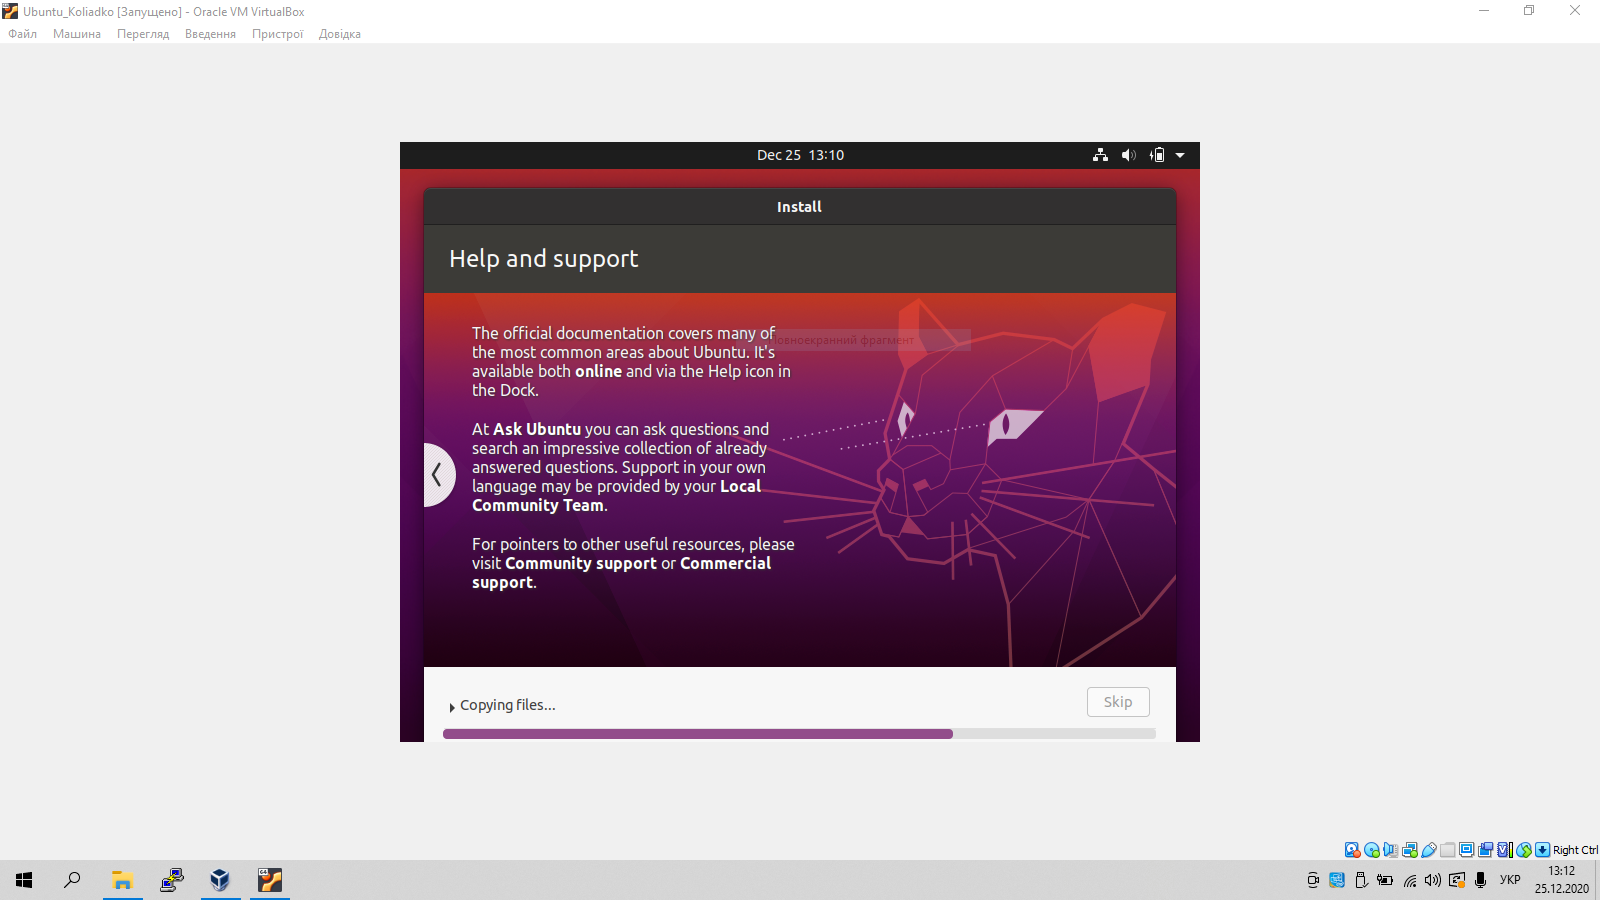 Ubuntu_Koliadko [Запущено] - Oracle VM VirtualBox
Файл Машина Перегляд Введення Пристрої Довідка
Dec 25 13:10
Install
Help and support
The official documentation covers many of
the most common areas about Ubuntu. It's
available both online and via the Help icon in
the Dock.
Повноекранний фрагмент
At Ask Ubuntu you can ask questions and
search an impressive collection of already
answered questions. Support in your own
language may be provided by your Local
Community Team.
For pointers to other useful resources, please
visit Community support or Commercial
support.
Copying files...
Skip
Right Ctrl
64
УКР
13:12
25.12.2020